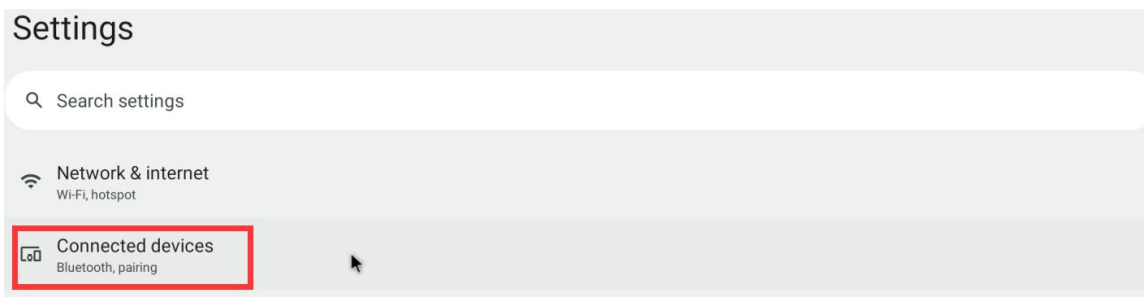 Settings
Search settings
Network & internet
Wi-Fi, hotspot
Connected devices
Bluetooth, pairing